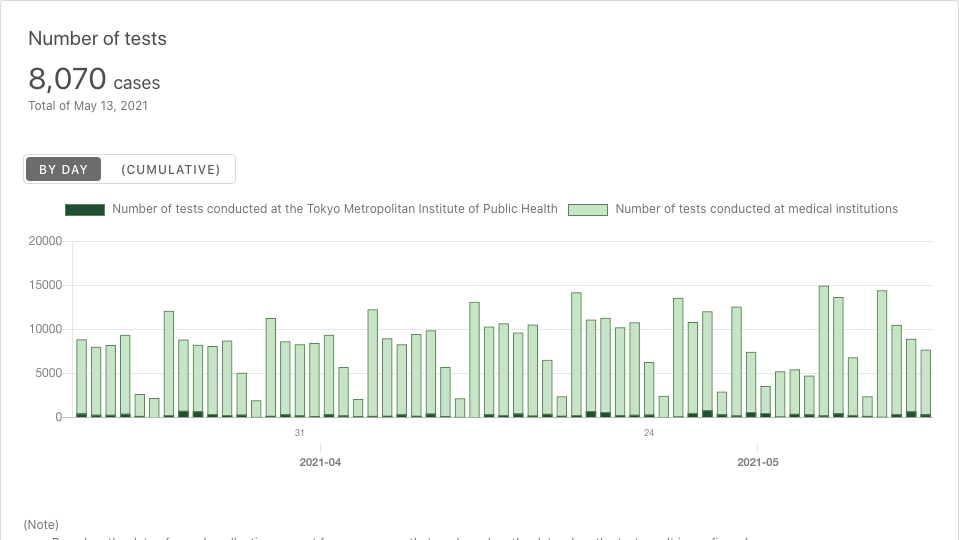 Number of tests
8,070 cases
Total of May 13, 2021
BY DAY (CUMULATIVE)
Number of tests conducted at the Tokyo Metropolitan Institute of Public Health Number of tests conducted at medical institutions
20000
15000
10000
5000
0
31 24
2021-04 2021-05
(Note)